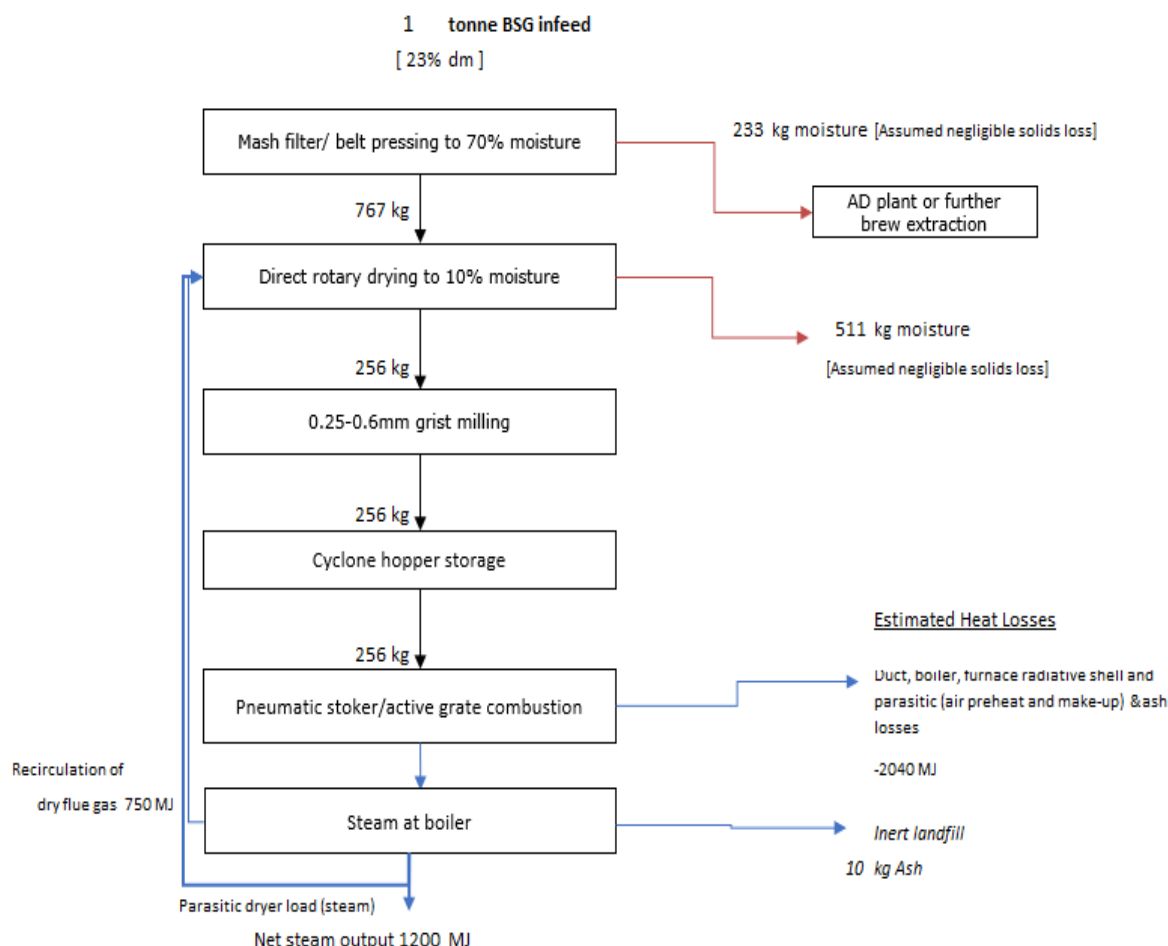 1 tonne BSG infeed
[ 23% dm ]
Mash filter/ belt pressing to 70% moisture
233 kg moisture [Assumed negligible solids loss]
AD plant or further
brew extraction
767 kg
Direct rotary drying to 10% moisture
511 kg moisture
[Assumed negligible solids loss]
256 kg
0.25-0.6mm grist milling
256 kg
Cyclone hopper storage
Estimated Heat Losses
256 kg
Pneumatic stoker/active grate combustion
Duct, boiler, furnace radiative shell and
parasitic (air preheat and make-up) &ash
losses
-2040 MJ
Recirculation of
dry flue gas 750 MJ
Steam at boiler
Inert landfill
10 kg Ash
Parasitic dryer load (steam)
Net steam output 1200 MJ